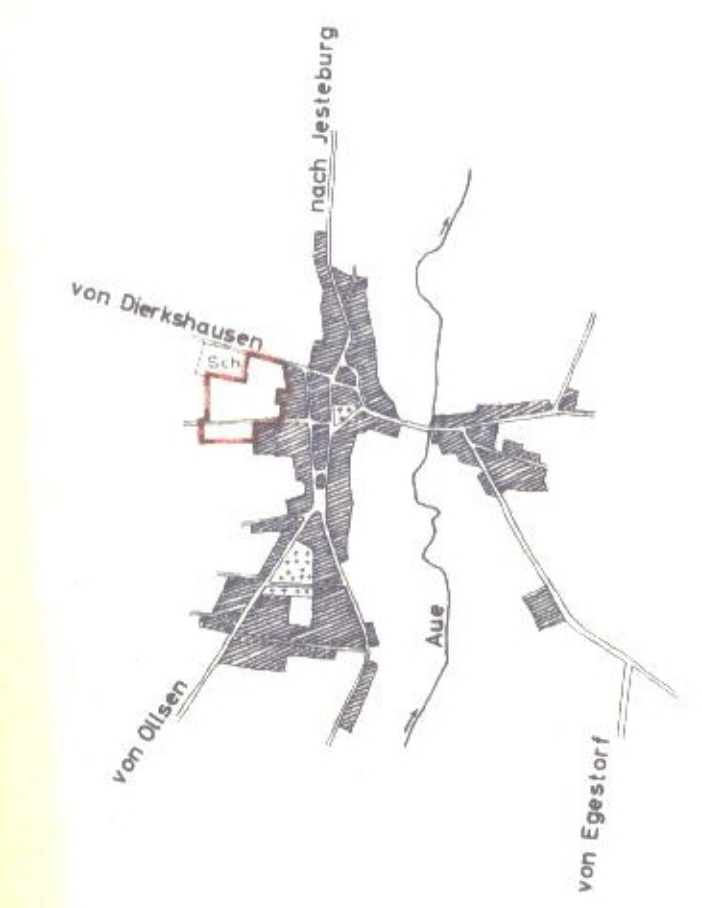 nach Jesteburg
von Dierkshausen
Sch
Aue
von Ollsen
von Egestorf